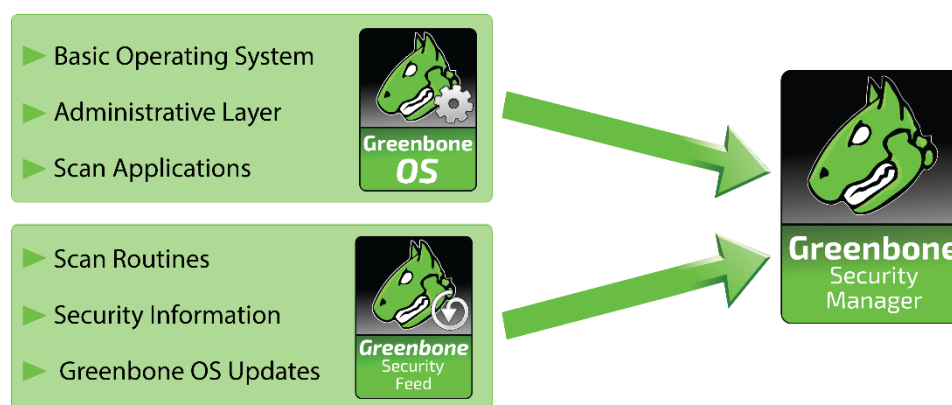 Basic Operating System
Administrative Layer
Scan Applications
Greenbone
OS
Scan Routines
Security Information
Greenbone OS Updates
Greenbone
Security
Feed
Greenbone
Security
Manager